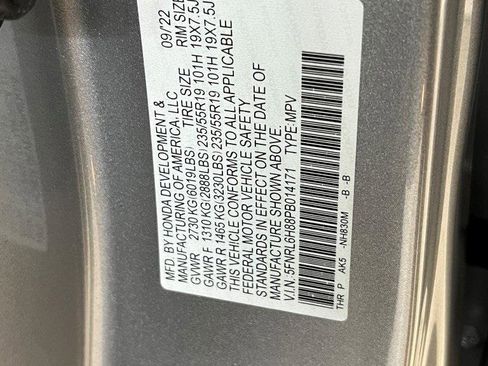 MFD. BY HONDA DEVELOPMENT & 09/'22
MANUFACTURING OF AMERICA, LLC
TIRE SIZE RIM SIZE
GVWR 2730 KG(6019LBS)
GAWR F 1310 KG(2888LBS) 235/55R19 101H 19X7.5J
GAWR R 1465 KG(3230LBS) 235/55R19 101H 19X7.5J
THIS VEHICLE CONFORMS TO ALL APPLICABLE
FEDERAL MOTOR VEHICLE SAFETY
STANDARDS IN EFFECT ON THE DATE OF
MANUFACTURE SHOWN ABOVE.
V.I.N.:5FNRL6H88PB014171 TYPE:MPV
THR P AK5 -NH830M -B -B